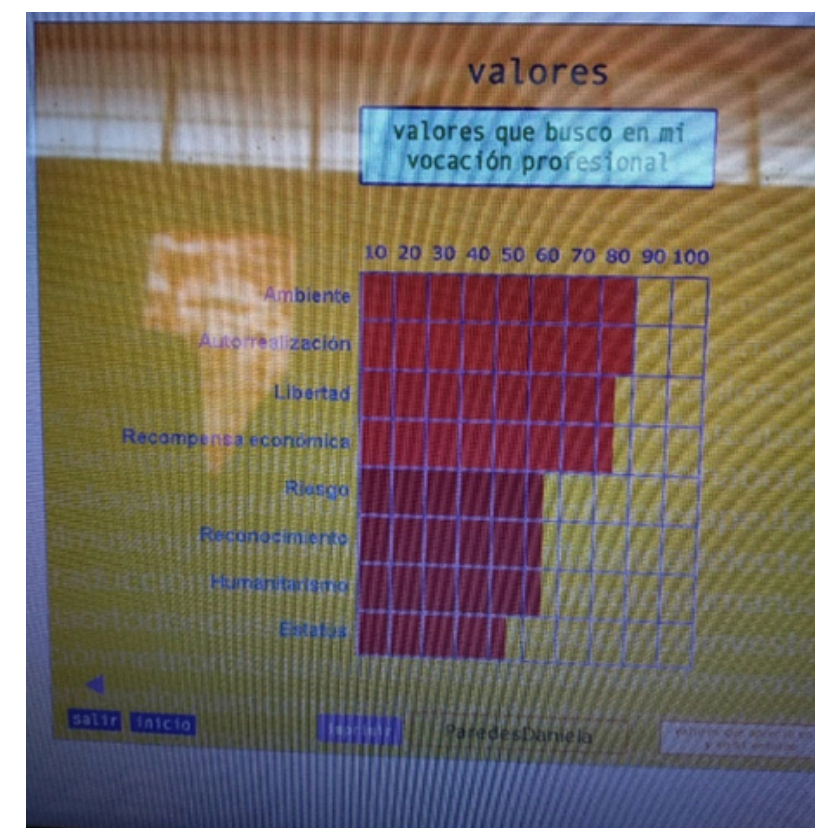 valores
valores que busco en mi
vocación profesional
10 20 30 40 50 60 70 80 90 100
Ambiente
Autorrealización
Libertad
Recompensa económica
Riesgo
Reconocimiento
Humanitarismo
Estatus
salir inicio imprimir ParedesDaniela